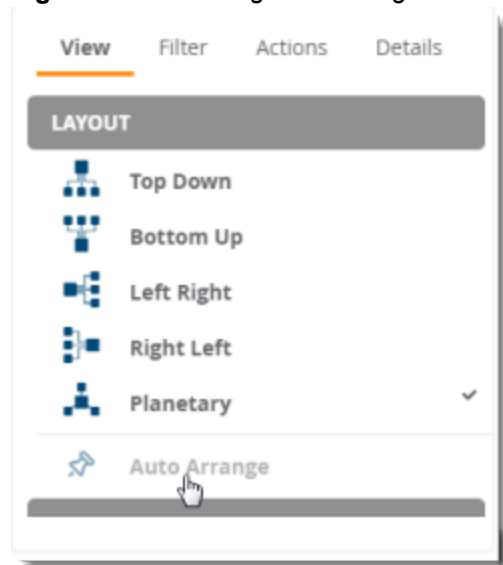 View Filter Actions Details
LAYOUT
Top Down
Bottom Up
Left Right
Right Left
Planetary
Auto Arrange